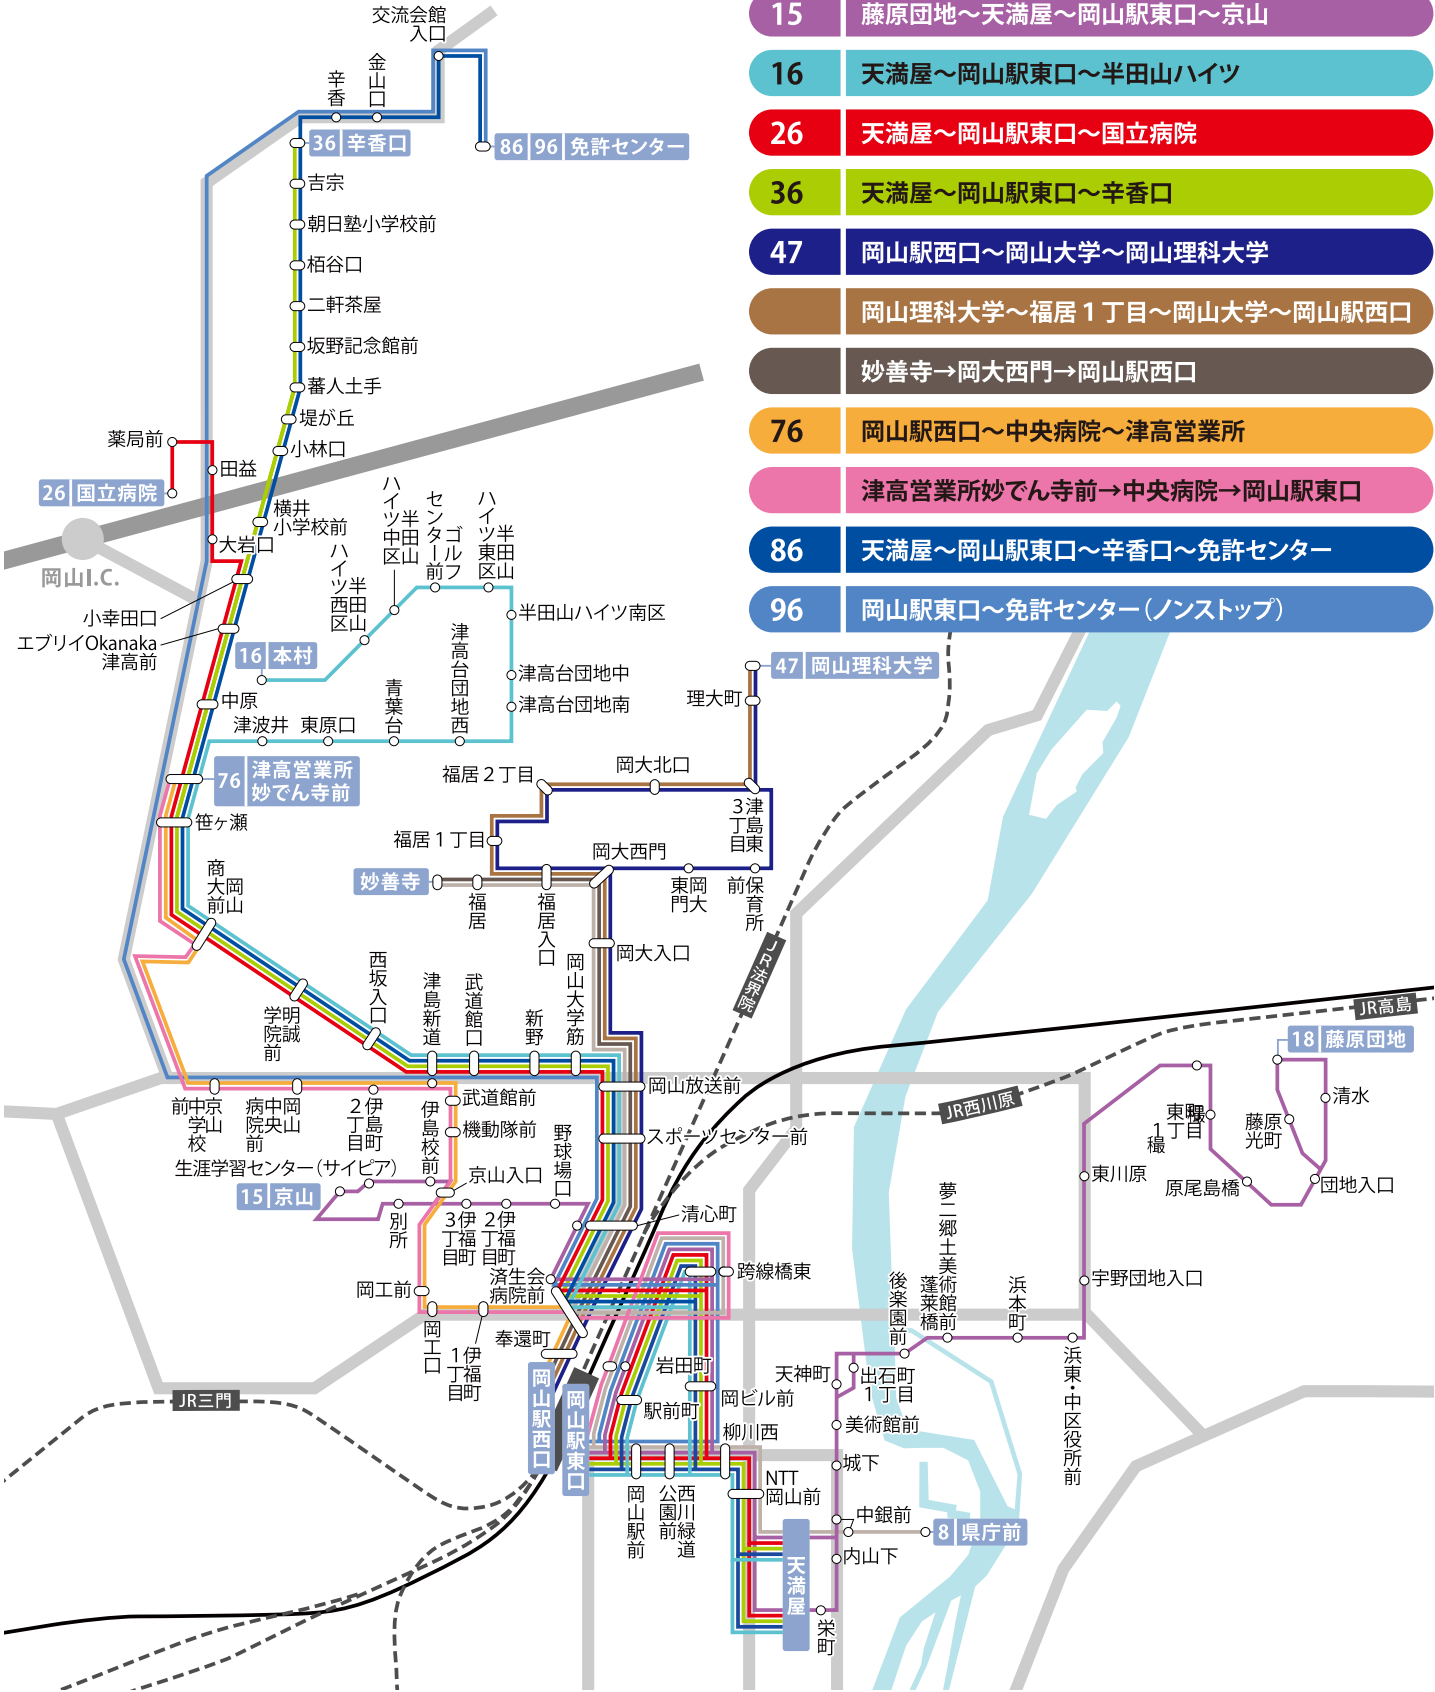 15 藤原団地～天満屋～岡山駅東口～京山
16 天満屋～岡山駅東口～半田山ハイツ
26 天満屋～岡山駅東口～国立病院
36 天満屋～岡山駅東口～辛香口
47 岡山駅西口～岡山大学～岡山理科大学
岡山理科大学～福居1丁目～岡山大学～岡山駅西口
妙善寺→岡大西門→岡山駅西口
76 岡山駅西口～中央病院～津高営業所
津高営業所妙でん寺前→中央病院→岡山駅東口
86 天満屋～岡山駅東口～辛香口～免許センター
96 岡山駅東口～免許センター（ノンストップ）
交流会館
入口
金山口
辛香
36 辛香口
86 96 免許センター
吉宗
朝日塾小学校前
栢谷口
二軒茶屋
坂野記念館前
蕃人土手
堤が丘
小林口
薬局前
田益
26 国立病院
横井
小学校前
大岩口
岡山I.C.
小幸田口
エブリイOkanaka
津高前
16 本村
半田山
ハイツ西区
半田山
ハイツ中区
ゴルフ
センター前
半田山
ハイツ東区
半田山ハイツ南区
津高台団地中
津高台団地南
津高台団地西
青葉台
東原口
津波井
中原
76 津高営業所
妙でん寺前
笹ヶ瀬
岡山
商大前
47 岡山理科大学
理大町
岡大北口
福居2丁目
津島東
3丁目
福居1丁目
岡大西門
妙善寺
福居
福居入口
岡大
東門
保育所
前
岡大入口
岡山大学筋
新野
武道館口
津島新道
西坂入口
明誠
学院前
岡山放送前
スポーツセンター前
武道館前
機動隊前
伊島校前
伊島町
2丁目
岡山
中央
病院前
京山
中学校
前
生涯学習センター（サイピア）
15 京山
京山入口
野球場口
別所
伊福町
3丁目
伊福町
2丁目
清心町
済生会
病院前
岡工前
岡工口
伊福町
1丁目
奉還町
跨線橋東
岩田町
岡ビル前
駅前町
柳川西
岡山駅西口
岡山駅東口
岡山駅前
西川緑道
公園前
NTT
岡山前
天満屋
栄町
内山下
中銀前
8 県庁前
城下
美術館前
天神町
出石町
1丁目
後楽園前
夢二郷土美術館前
蓬莱橋
浜本町
浜東・中区役所前
宇野団地入口
東川原
原尾島橋
団地入口
清水
藤原
光町
18 藤原団地
JR法界院
JR西川原
JR高島
JR三門